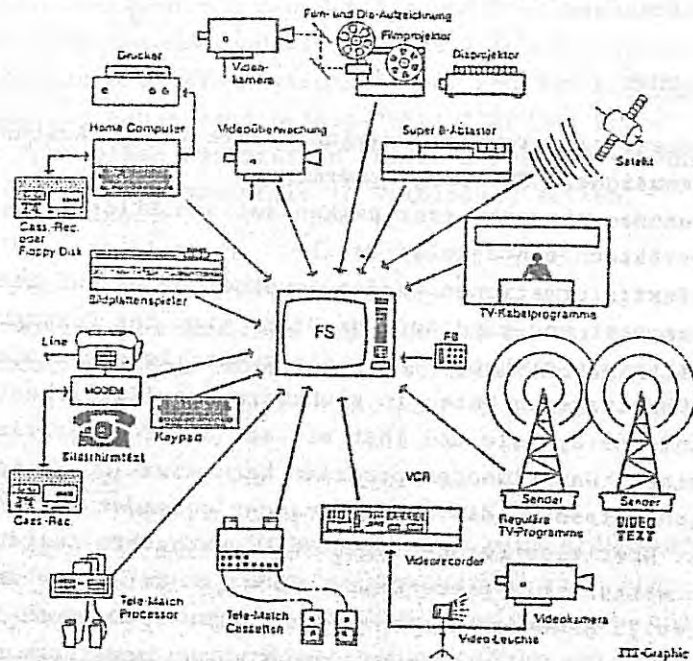 Film- und Dia-Aufzeichnung
Filmprojektor
Drucker
Video-
kamera
Diaprojektor
Home Computer
Videoüberwachung
Super 8-Abtaster
Satellit
Cass.-Rec.
oder
Floppy Disk
TV-Kabelprogramme
Bildplattenspieler
FS
FB
Line
MODEM
Keypad
Bildschirmtext
VCR
Cass.-Rec.
Sender
Sender
Reguläre
TV-Programme
VIDEO
TEXT
Videorecorder
Tele-Match
Processor
Tele-Match
Cassetten
Videokamera
Video-Leuchte